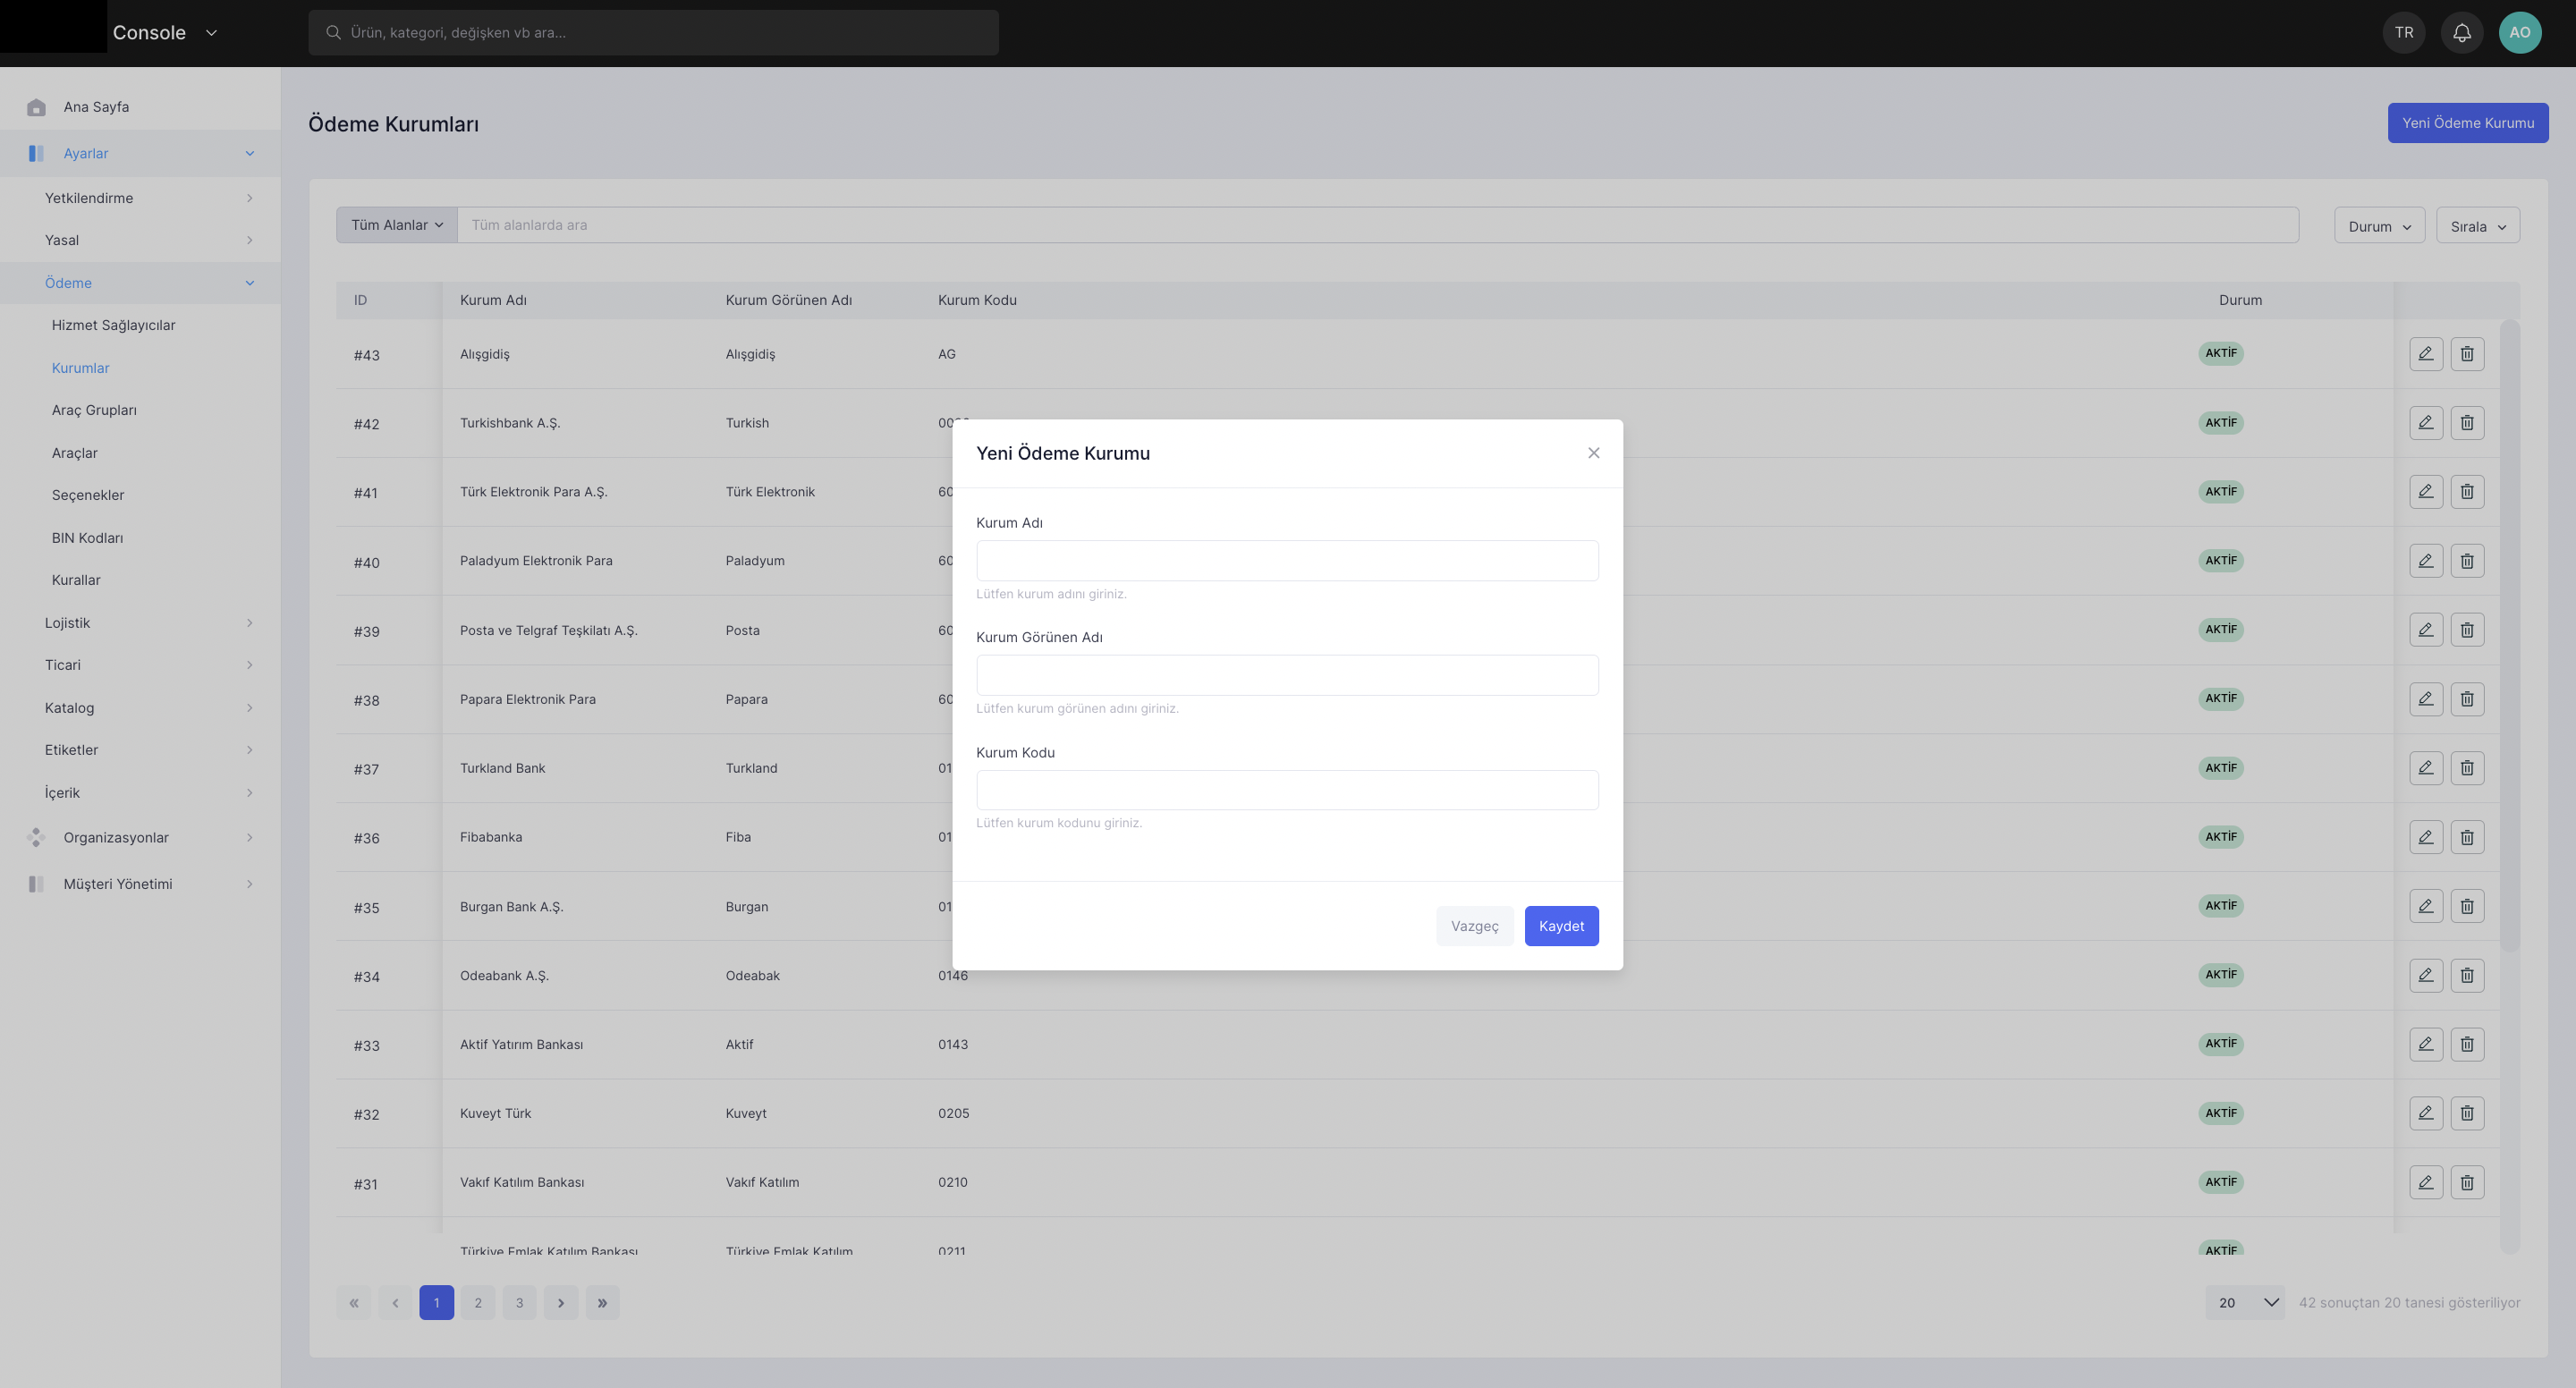 Console
Ürün, kategori, değişken vb ara...
TR
AO
Ana Sayfa
Ayarlar
Yetkilendirme
Yasal
Ödeme
Hizmet Sağlayıcılar
Kurumlar
Araç Grupları
Araçlar
Seçenekler
BIN Kodları
Kurallar
Lojistik
Ticari
Katalog
Etiketler
İçerik
Organizasyonlar
Müşteri Yönetimi
Ödeme Kurumları
Yeni Ödeme Kurumu
Tüm Alanlar
Tüm alanlarda ara
Durum
Sırala
ID Kurum Adı Kurum Görünen Adı Kurum Kodu Durum
#43 Alışgidiş Alışgidiş AG AKTİF
#42 Turkishbank A.Ş. Turkish AKTİF
#41 Türk Elektronik Para A.Ş. Türk Elektronik 60 AKTİF
#40 Paladyum Elektronik Para Paladyum 60 AKTİF
#39 Posta ve Telgraf Teşkilatı A.Ş. Posta 60 AKTİF
#38 Papara Elektronik Para Papara 60 AKTİF
#37 Turkland Bank Turkland 01 AKTİF
#36 Fibabanka Fiba 01 AKTİF
#35 Burgan Bank A.Ş. Burgan 01 AKTİF
#34 Odeabank A.Ş. Odeabak 0146 AKTİF
#33 Aktif Yatırım Bankası Aktif 0143 AKTİF
#32 Kuveyt Türk Kuveyt 0205 AKTİF
#31 Vakıf Katılım Bankası Vakıf Katılım 0210 AKTİF
Türkiye Emlak Katılım Bankası Türkiye Emlak Katılım 0211 AKTİF
Yeni Ödeme Kurumu
Kurum Adı
Lütfen kurum adını giriniz.
Kurum Görünen Adı
Lütfen kurum görünen adını giriniz.
Kurum Kodu
Lütfen kurum kodunu giriniz.
Vazgeç
Kaydet
« ‹ 1 2 3 › »
20
42 sonuçtan 20 tanesi gösteriliyor